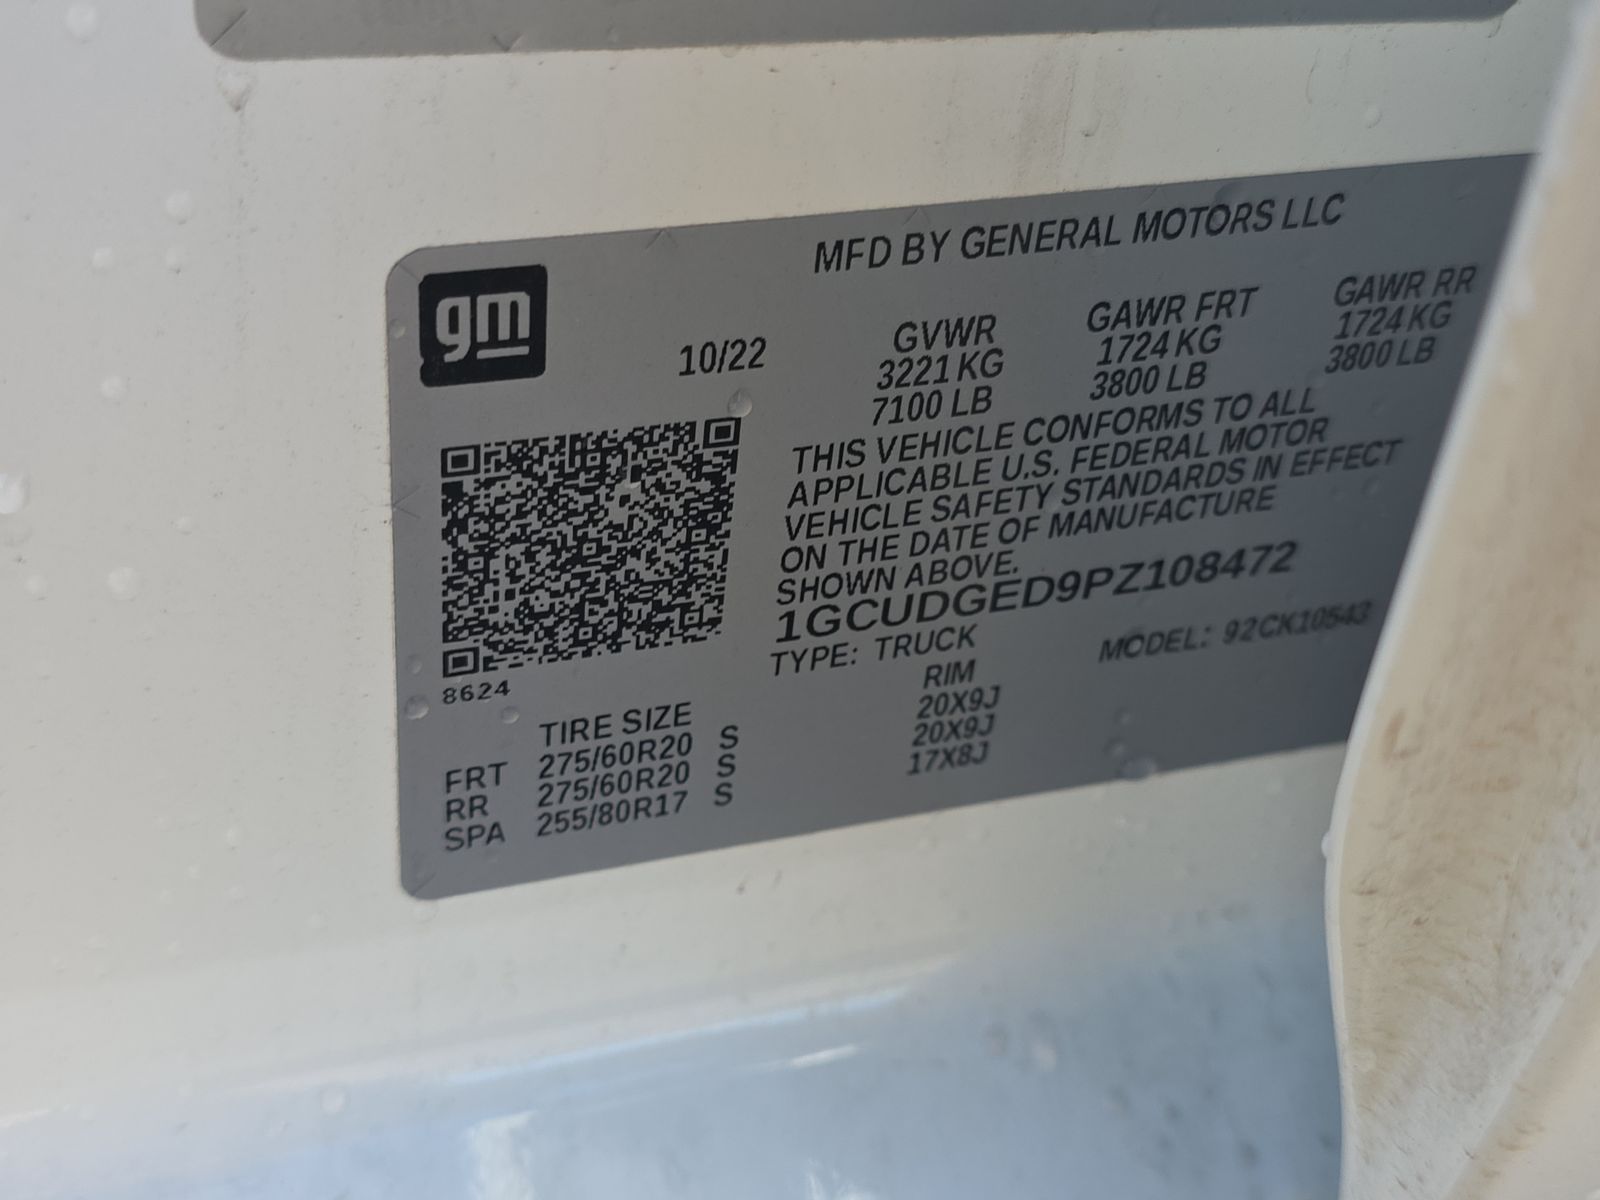 gm
MFD BY GENERAL MOTORS LLC
10/22
GVWR GAWR FRT GAWR RR
3221 KG 1724 KG 1724 KG
7100 LB 3800 LB 3800 LB
THIS VEHICLE CONFORMS TO ALL
APPLICABLE U.S. FEDERAL MOTOR
VEHICLE SAFETY STANDARDS IN EFFECT
ON THE DATE OF MANUFACTURE
SHOWN ABOVE.
1GCUDGED9PZ108472
TYPE: TRUCK MODEL: 92CK10543
8624
TIRE SIZE RIM
FRT 275/60R20 S 20X9J
RR 275/60R20 S 20X9J
SPA 255/80R17 S 17X8J